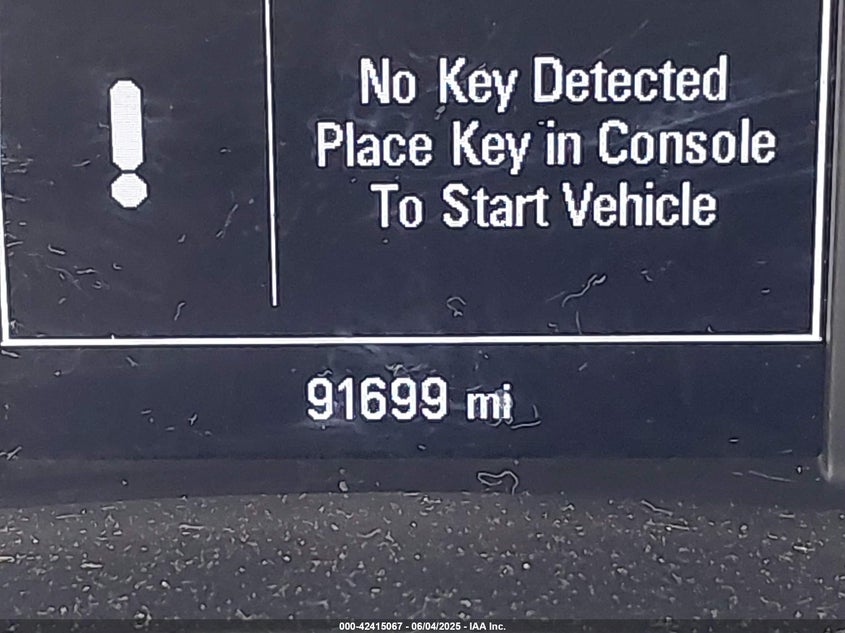 No Key Detected
Place Key in Console
To Start Vehicle
91699 mi
000-42415067 - 06/04/2025 - IAA Inc.